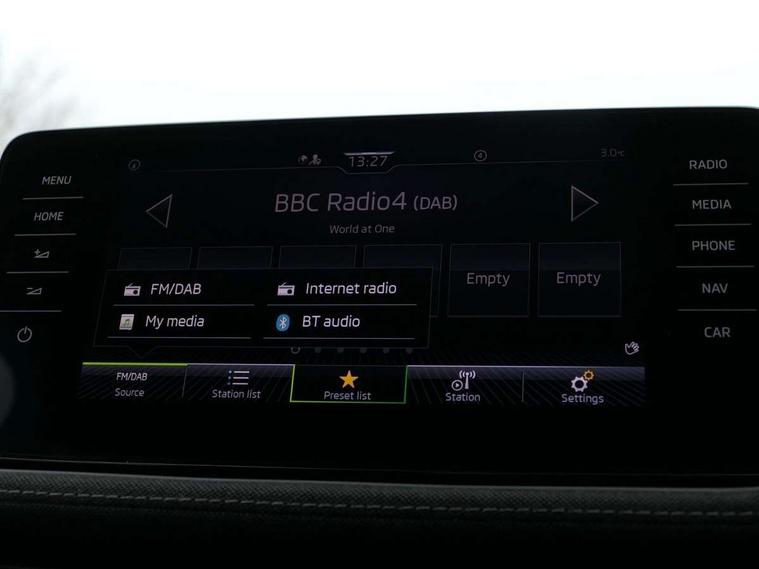 MENU
HOME
13:27
4
3.0°C
BBC Radio4 (DAB)
World at One
Empty
Empty
FM/DAB
Internet radio
My media
BT audio
FM/DAB
Source
Station list
Preset list
Station
Settings
RADIO
MEDIA
PHONE
NAV
CAR